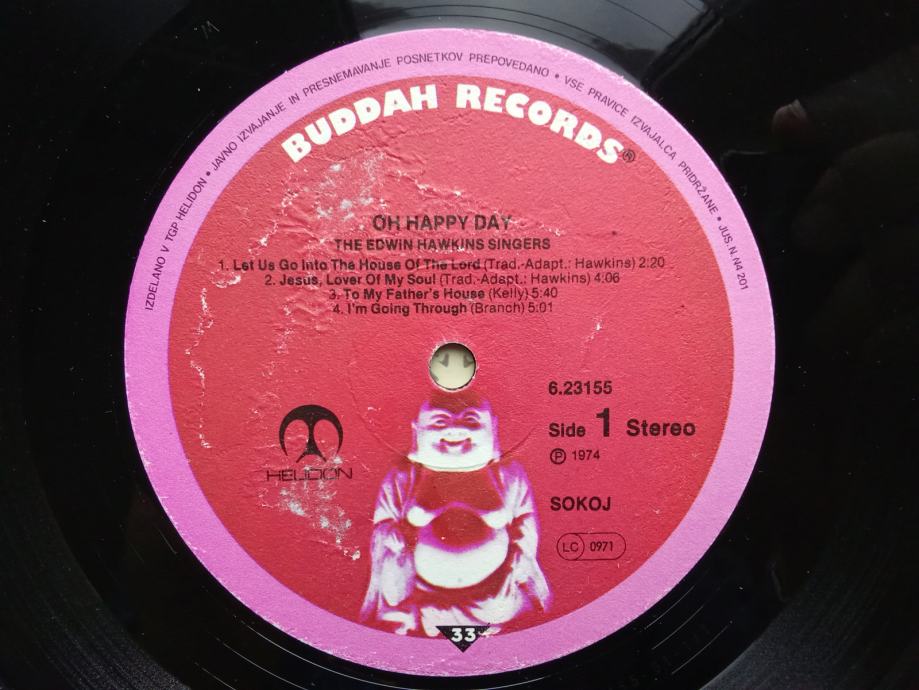 IZDELANO V TGP HELIDON • JAVNO IZVAJANJE IN PRESNEMAVANJE POSNETKOV PREPOVEDANO • VSE PRAVICE IZVAJALCA PRIDRŽANE • JUS. N. N4 201
BUDDAH RECORDS®
OH HAPPY DAY
THE EDWIN HAWKINS SINGERS
1. Let Us Go Into The House Of The Lord (Trad.-Adapt.: Hawkins) 2:20
2. Jesus, Lover Of My Soul (Trad.-Adapt.: Hawkins) 4:06
3. To My Father's House (Kelly) 5:40
4. I'm Going Through (Branch) 5:01
6.23155
Side 1 Stereo
℗ 1974
HELIDON
SOKOJ
LC 0971
33